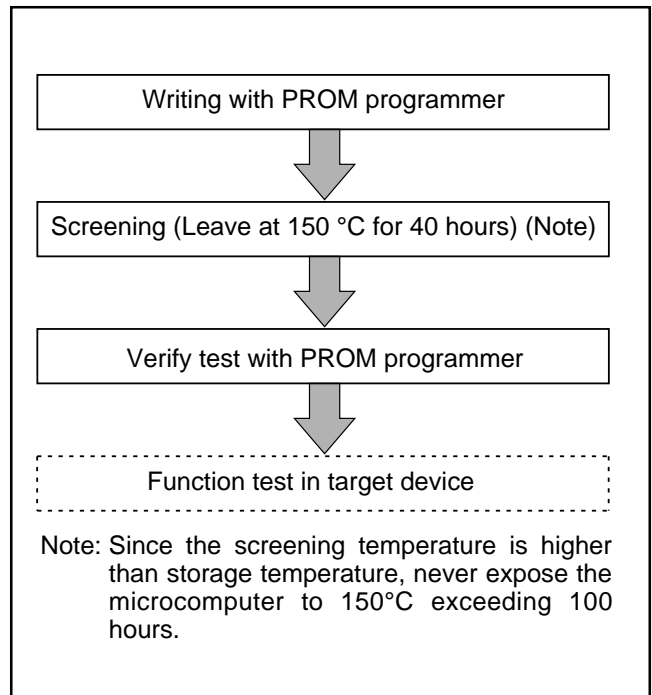 Writing with PROM programmer
Screening (Leave at 150 °C for 40 hours) (Note)
Verify test with PROM programmer
Function test in target device
Note: Since the screening temperature is higher
than storage temperature, never expose the
microcomputer to 150°C exceeding 100
hours.